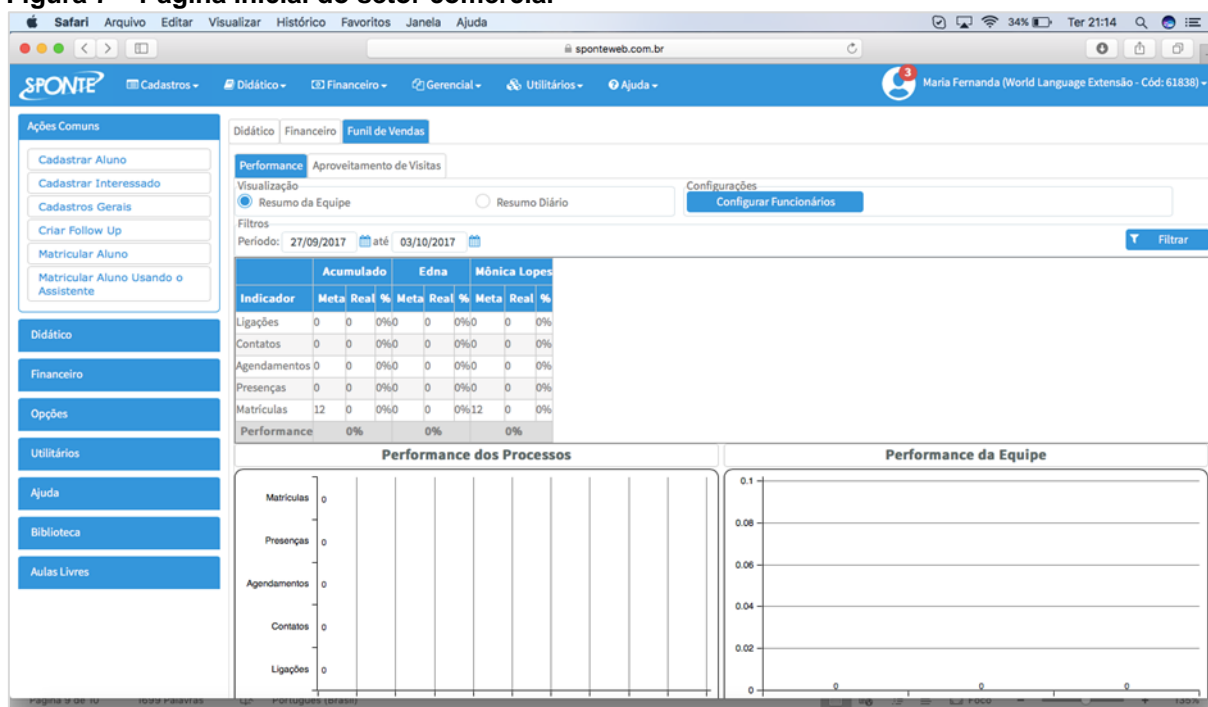 Figura 7 – Página inicial do setor comercial
Safari Arquivo Editar Visualizar Histórico Favoritos Janela Ajuda 34% Ter 21:14
sponteweb.com.br
SPONTE Cadastros Didático Financeiro Gerencial Utilitários Ajuda 3 Maria Fernanda (World Language Extensão - Cód: 61838)
Ações Comuns
Cadastrar Aluno
Cadastrar Interessado
Cadastros Gerais
Criar Follow Up
Matricular Aluno
Matricular Aluno Usando o
Assistente
Didático
Financeiro
Opções
Utilitários
Ajuda
Biblioteca
Aulas Livres
Didático Financeiro Funil de Vendas
Performance Aproveitamento de Visitas
Visualização
Resumo da Equipe Resumo Diário
Configurações
Configurar Funcionários
Filtros
Período: 27/09/2017 até 03/10/2017
Filtrar
Acumulado Edna Mônica Lopes
Indicador Meta Real % Meta Real % Meta Real %
Ligações 0 0 0% 0 0 0% 0 0 0%
Contatos 0 0 0% 0 0 0% 0 0 0%
Agendamentos 0 0 0% 0 0 0% 0 0 0%
Presenças 0 0 0% 0 0 0% 0 0 0%
Matrículas 12 0 0% 0 0 0% 12 0 0%
Performance 0% 0% 0%
Performance dos Processos
Matrículas 0
Presenças 0
Agendamentos 0
Contatos 0
Ligações 0
Performance da Equipe
0.1
0.08
0.06
0.04
0.02
0 0 0 0
Página 9 de 10 1699 Palavras Português (Brasil) Foco 135%